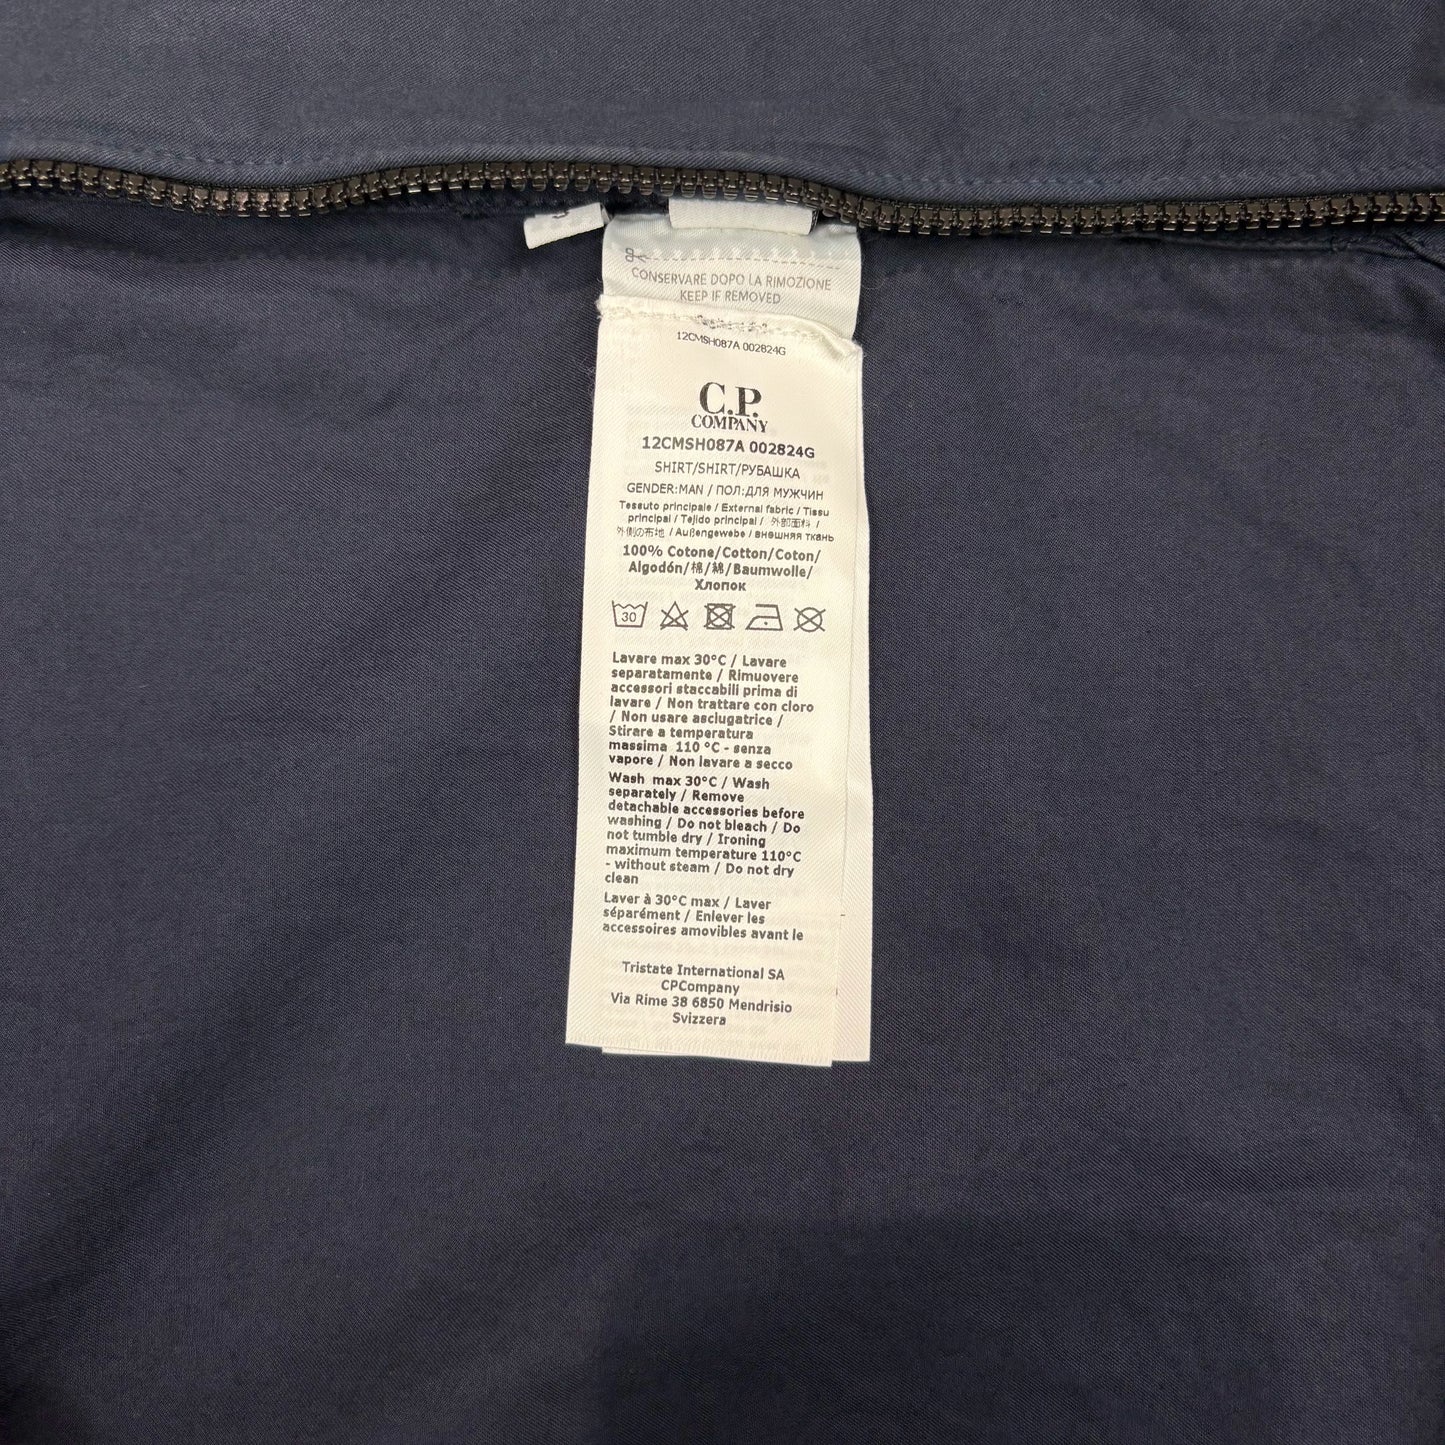 CONSERVARE DOPO LA RIMOZIONE
KEEP IF REMOVED
12CMSH087A 002824G
C.P.
COMPANY
12CMSH087A 002824G
SHIRT/SHIRT/РУБАШКА
GENDER:MAN / ПОЛ:ДЛЯ МУЖЧИН
Tessuto principale / External fabric / Tissu
principal / Tejido principal / 外部面料 /
外側の布地 / Außengewebe / внешняя ткань
100% Cotone/Cotton/Coton/
Algodón/棉/綿/Baumwolle/
Хлопок
30
Lavare max 30°C / Lavare
separatamente / Rimuovere
accessori staccabili prima di
lavare / Non trattare con cloro
/ Non usare asciugatrice /
Stirare a temperatura
massima 110 °C - senza
vapore / Non lavare a secco
Wash max 30°C / Wash
separately / Remove
detachable accessories before
washing / Do not bleach / Do
not tumble dry / Ironing
maximum temperature 110°C
- without steam / Do not dry
clean
Laver à 30°C max / Laver
séparément / Enlever les
accessoires amovibles avant le
Tristate International SA
CPCompany
Via Rime 38 6850 Mendrisio
Svizzera